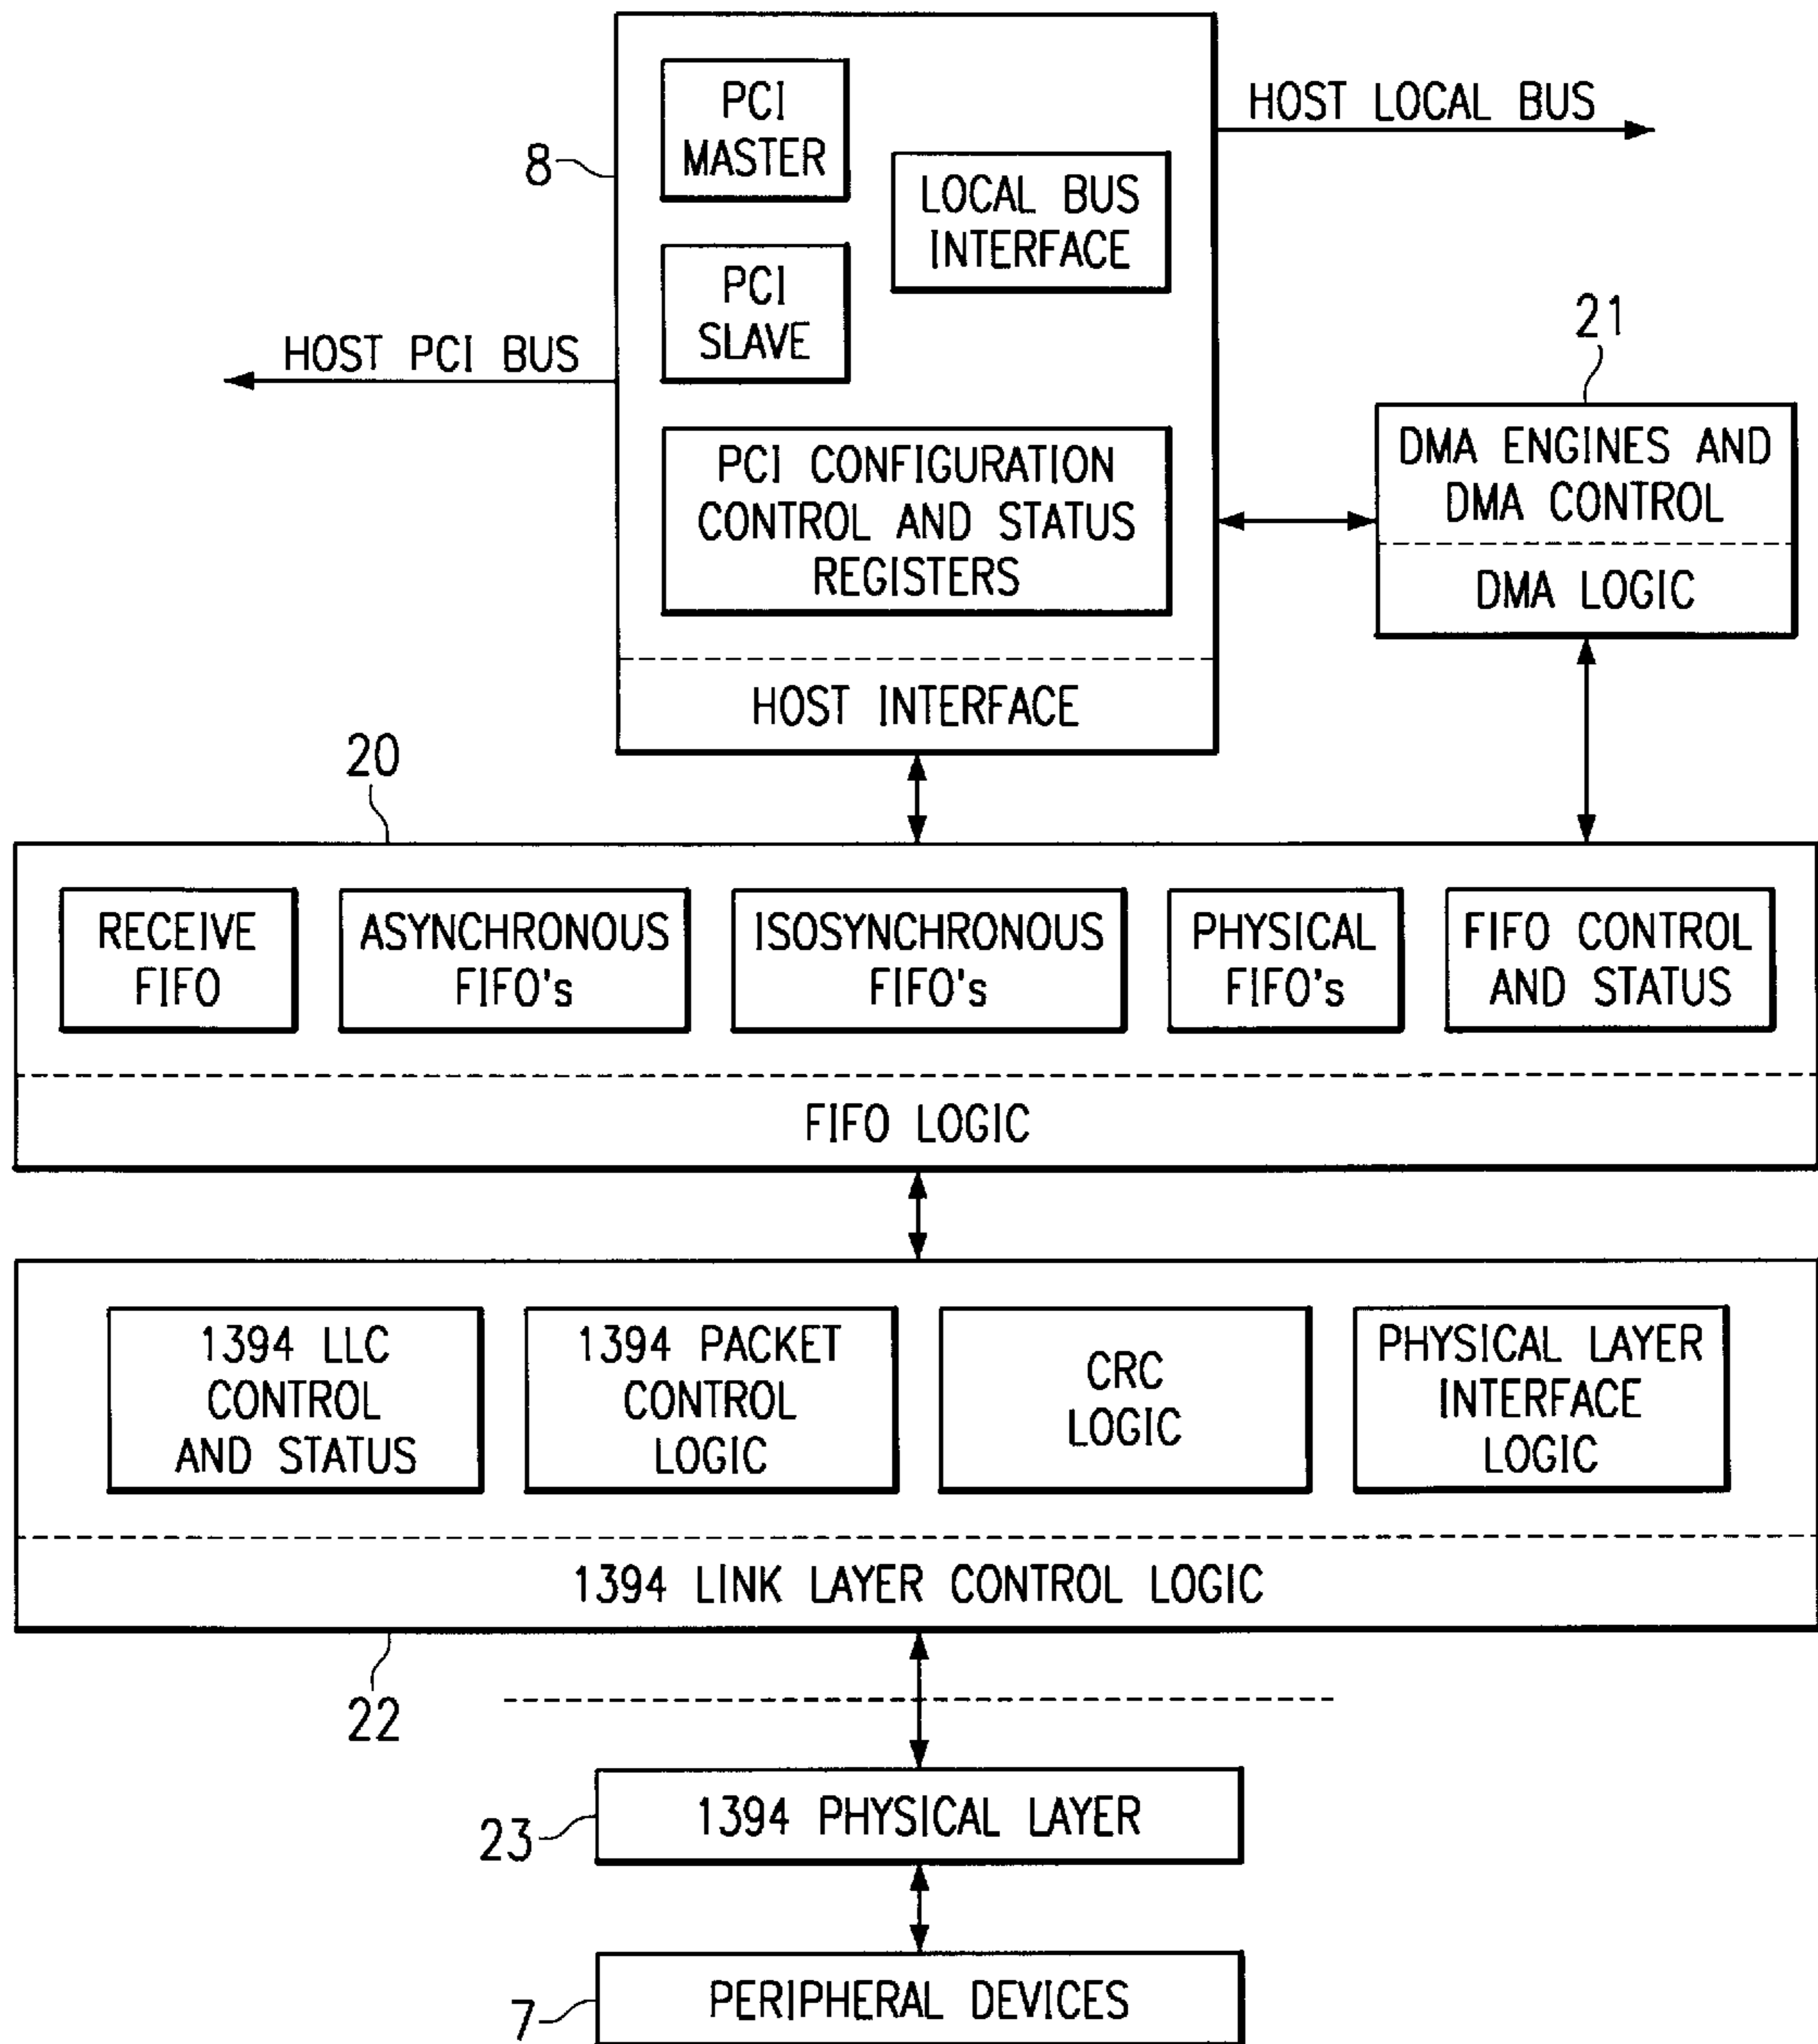 PCI
MASTER
HOST LOCAL BUS
8
LOCAL BUS
INTERFACE
PCI
SLAVE
HOST PCI BUS
21
PCI CONFIGURATION
CONTROL AND STATUS
REGISTERS
DMA ENGINES AND
DMA CONTROL
DMA LOGIC
HOST INTERFACE
20
RECEIVE
FIFO
ASYNCHRONOUS
FIFO's
ISOSYNCHRONOUS
FIFO's
PHYSICAL
FIFO's
FIFO CONTROL
AND STATUS
FIFO LOGIC
1394 LLC
CONTROL
AND STATUS
1394 PACKET
CONTROL
LOGIC
CRC
LOGIC
PHYSICAL LAYER
INTERFACE
LOGIC
1394 LINK LAYER CONTROL LOGIC
22
23
1394 PHYSICAL LAYER
7
PERIPHERAL DEVICES